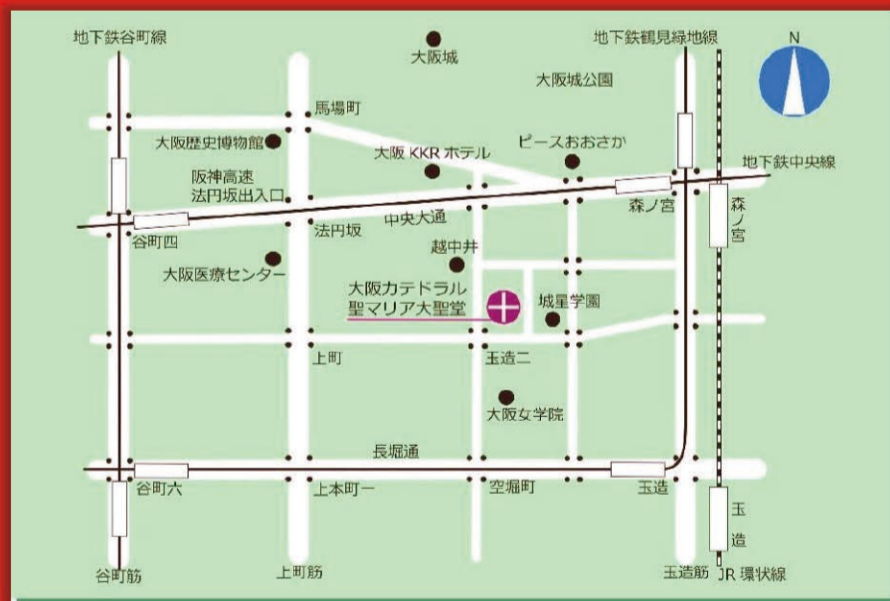 地下鉄谷町線
地下鉄鶴見緑地線
N
大阪城
大阪城公園
馬場町
大阪歴史博物館
大阪 KKR ホテル
ピースおおさか
地下鉄中央線
阪神高速
法円坂出入口
森ノ宮
森ノ宮
中央大通
法円坂
谷町四
越中井
大阪医療センター
大阪カテドラル
聖マリア大聖堂
城星学園
上町
玉造二
大阪女学院
長堀通
谷町六
上本町一
空堀町
玉造
玉造
谷町筋
上町筋
玉造筋
JR 環状線